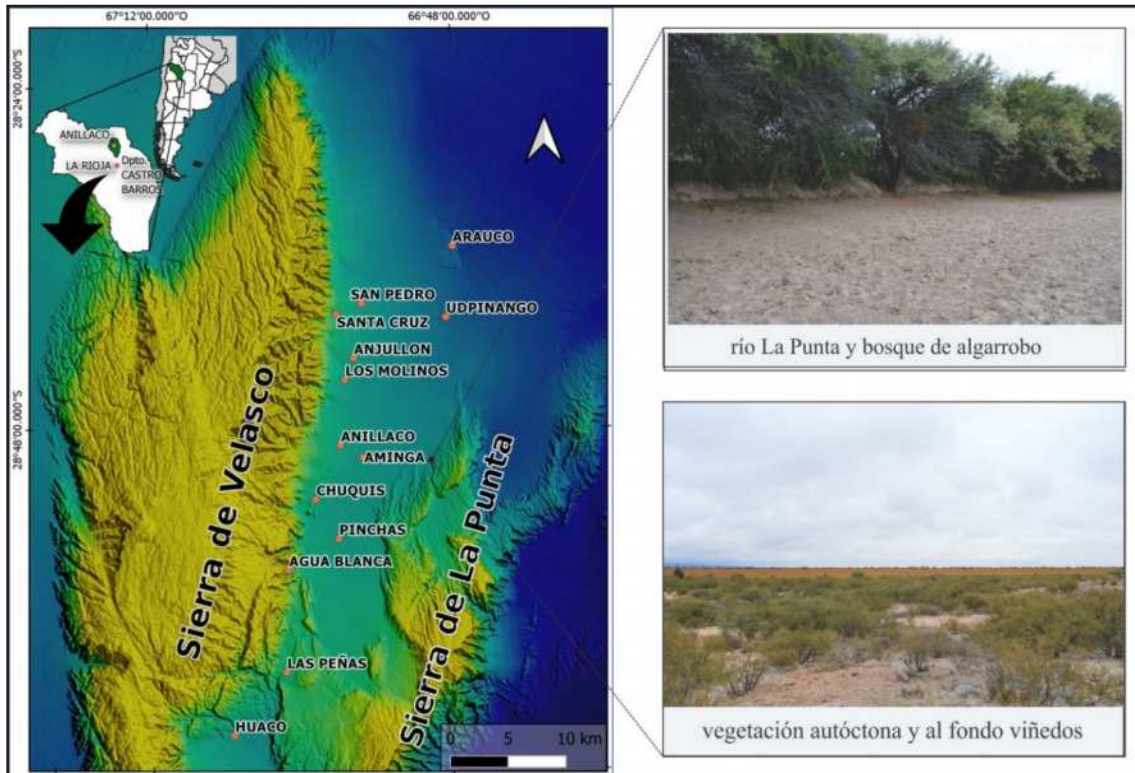 67°12'00.000"O
66°48'00.000"O
28°24'00.000"S
28°48'00.000"S
ANILLACO
LA RIOJA
Dpto.
CASTRO
BARROS
ARAUCO
SAN PEDRO
UDPINANGO
SANTA CRUZ
ANJULLON
LOS MOLINOS
Sierra de Velasco
ANILLACO
AMINGA
CHUQUIS
Sierra de La Punta
PINCHAS
AGUA BLANCA
LAS PEÑAS
HUACO
0 5 10 km
río La Punta y bosque de algarrobo
vegetación autóctona y al fondo viñedos